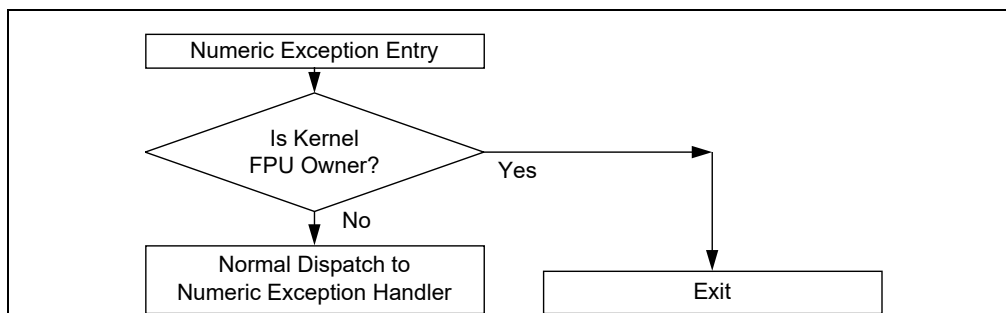 Numeric Exception Entry
Is Kernel
FPU Owner?
Yes
No
Normal Dispatch to
Numeric Exception Handler
Exit